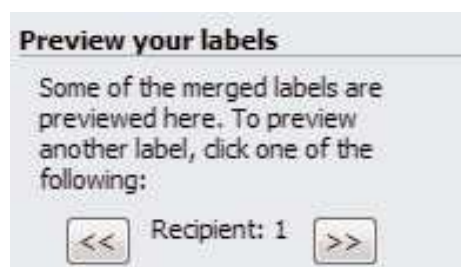 Preview your labels
Some of the merged labels are
previewed here. To preview
another label, click one of the
following:
<< Recipient: 1 >>